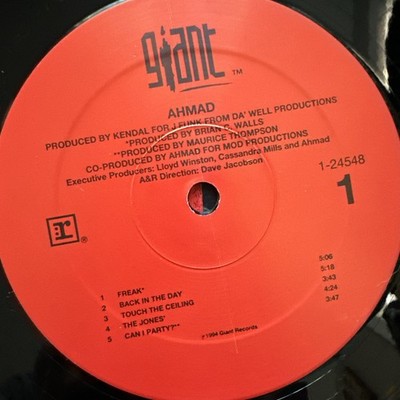 giant ™
AHMAD
PRODUCED BY KENDAL FOR J FUNK FROM DA' WELL PRODUCTIONS
*PRODUCED BY BRIAN G. WALLS
**PRODUCED BY MAURICE THOMPSON
CO-PRODUCED BY AHMAD FOR MOD PRODUCTIONS
Executive Producers: Lloyd Winston, Cassandra Mills and Ahmad
A&R Direction: Dave Jacobson
1-24548
1
r ®
1 FREAK* 5:06
2 BACK IN THE DAY 5:18
3 TOUCH THE CEILING 3:43
4 THE JONES' 4:24
5 CAN I PARTY?** 3:47
℗1994 Giant Records